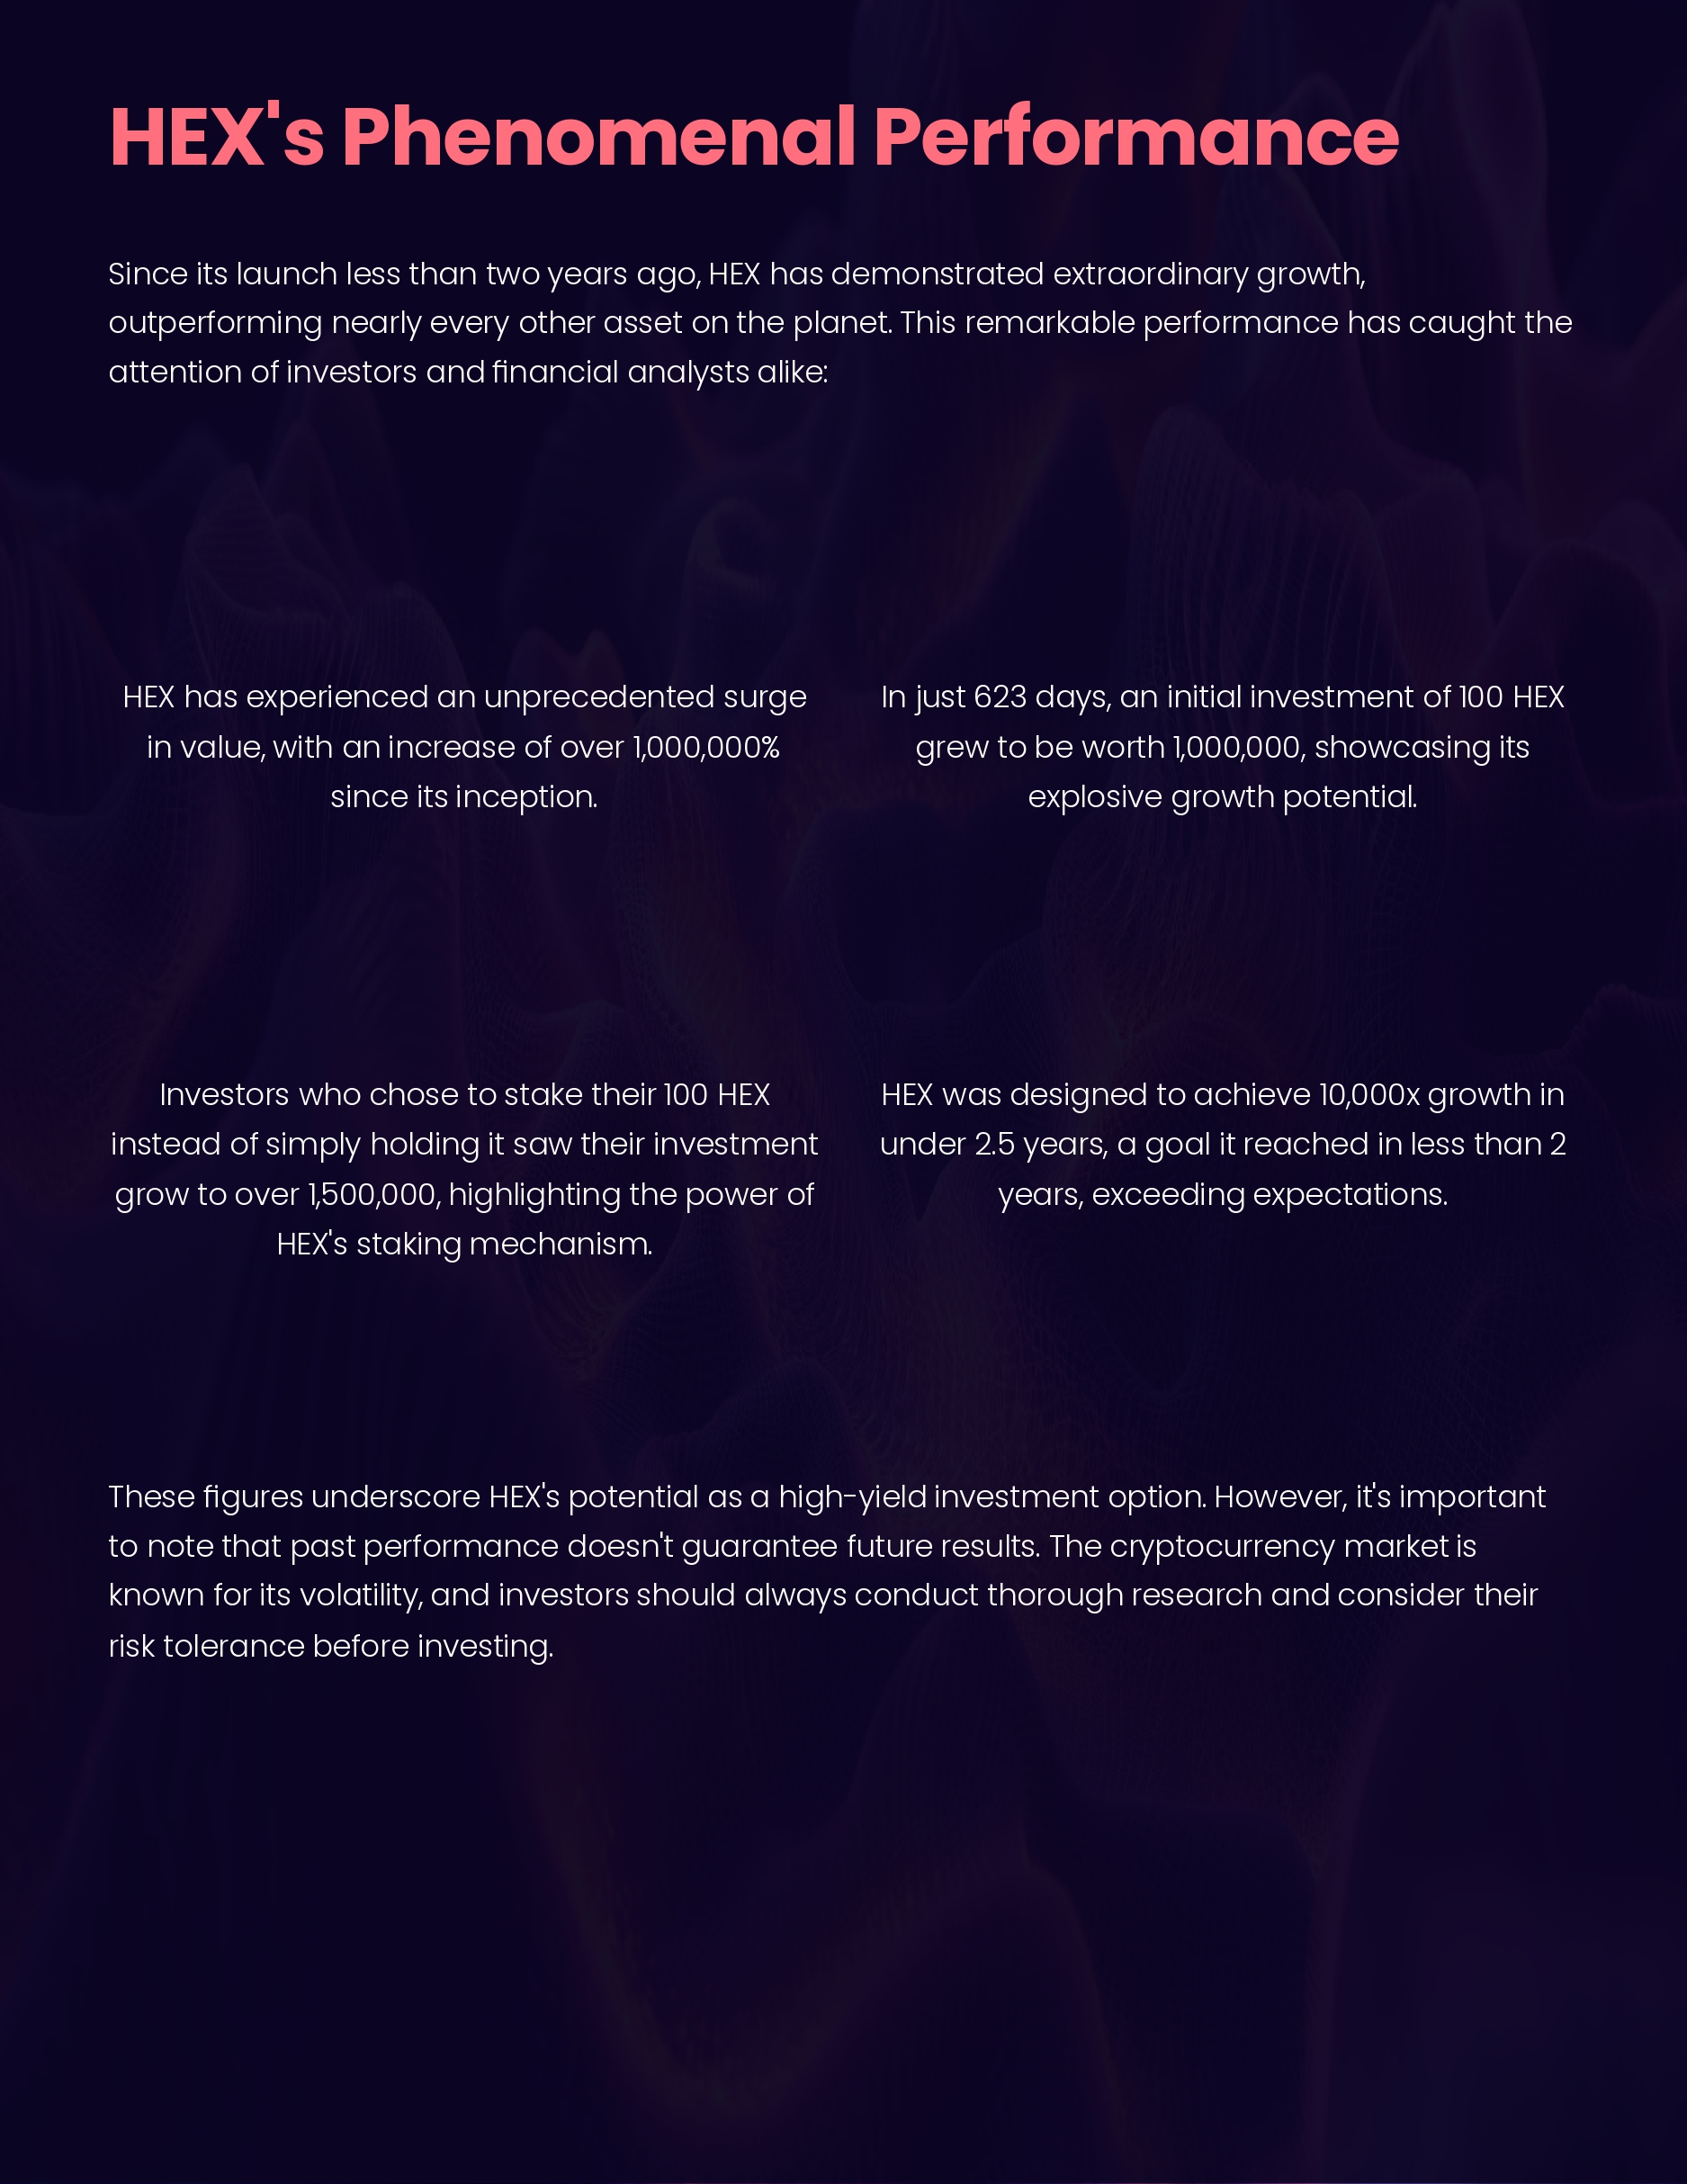 HEX's Phenomenal Performance
Since its launch less than two years ago, HEX has demonstrated extraordinary growth,
outperforming nearly every other asset on the planet. This remarkable performance has caught the
attention of investors and financial analysts alike:
HEX has experienced an unprecedented surge
in value, with an increase of over 1,000,000%
since its inception.
In just 623 days, an initial investment of 100 HEX
grew to be worth 1,000,000, showcasing its
explosive growth potential.
Investors who chose to stake their 100 HEX
instead of simply holding it saw their investment
grow to over 1,500,000, highlighting the power of
HEX's staking mechanism.
HEX was designed to achieve 10,000x growth in
under 2.5 years, a goal it reached in less than 2
years, exceeding expectations.
These figures underscore HEX's potential as a high-yield investment option. However, it's important
to note that past performance doesn't guarantee future results. The cryptocurrency market is
known for its volatility, and investors should always conduct thorough research and consider their
risk tolerance before investing.